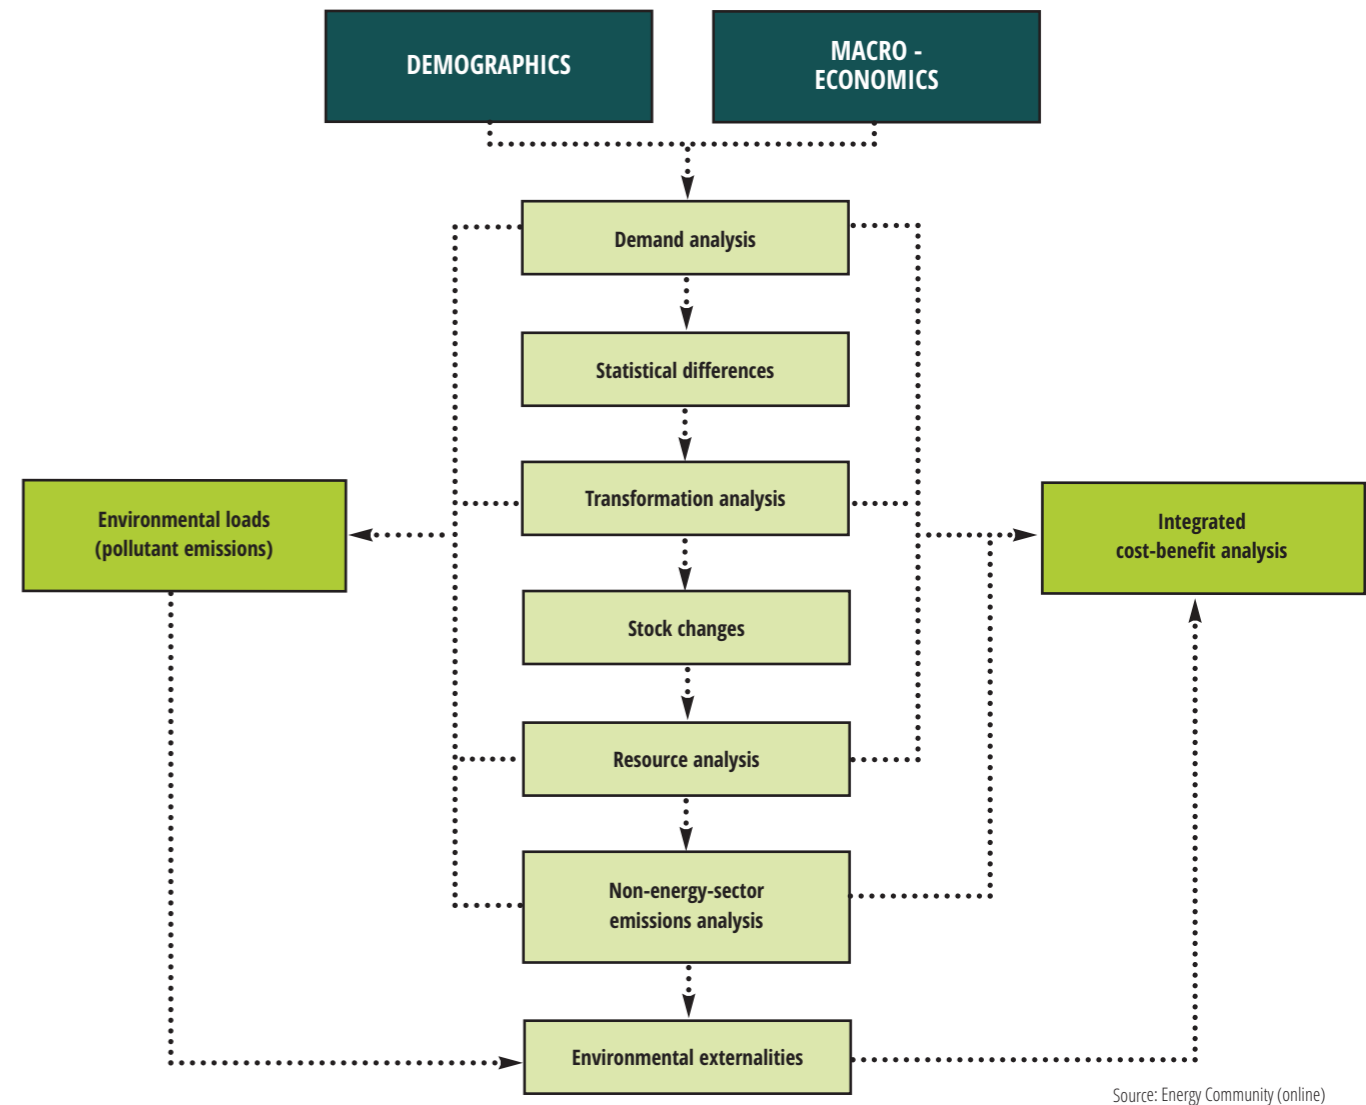 DEMOGRAPHICS
MACRO -
ECONOMICS
Demand analysis
Statistical differences
Transformation analysis
Environmental loads
(pollutant emissions)
Integrated
cost-benefit analysis
Stock changes
Resource analysis
Non-energy-sector
emissions analysis
Environmental externalities
Source: Energy Community (online)